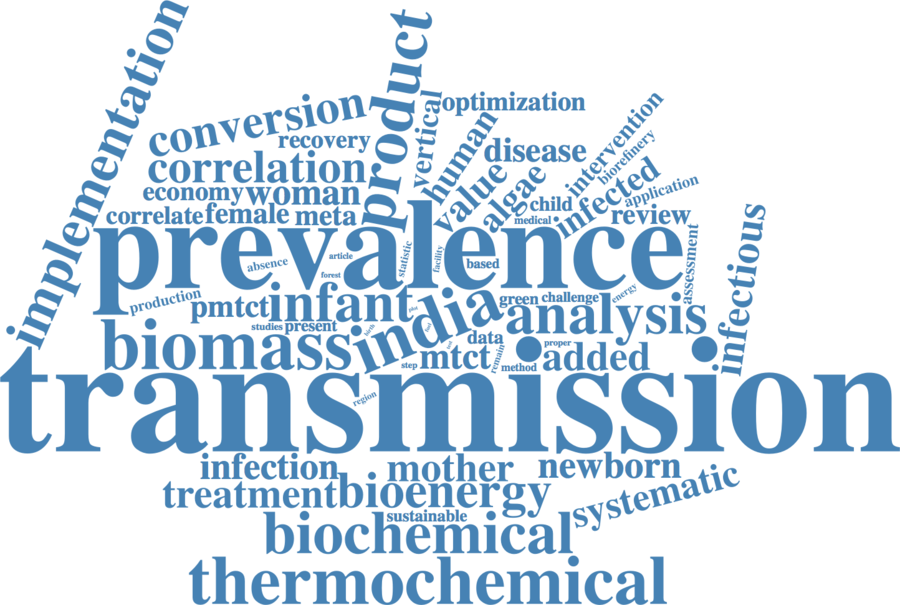 implementation
product
conversion
optimization
vertical
recovery
human
intervention
correlation
disease
biorefinery
value
algae
economy
woman
infected
application
child
correlate
female
meta
medical
review
prevalence
statistic
facility
article
absence
forest
based
assessment
infectious
production
pmtct
infant
india
green
challenge
energy
analysis
studies
present
biomass
data
proper
mtct
added
step
remain
method
transmission
region
infection
mother
newborn
treatment
bioenergy
systematic
sustainable
biochemical
thermochemical